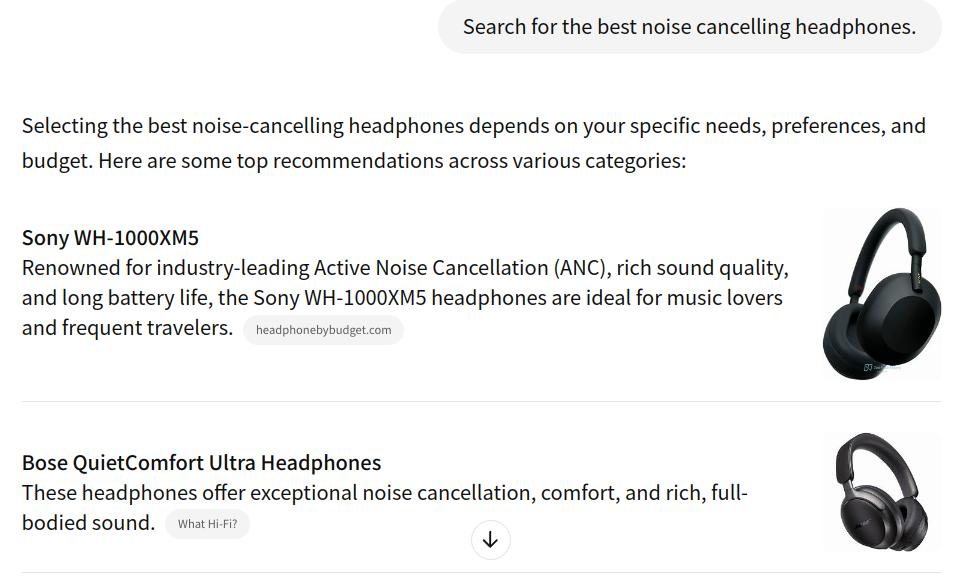 Search for the best noise cancelling headphones.
Selecting the best noise-cancelling headphones depends on your specific needs, preferences, and
budget. Here are some top recommendations across various categories:
Sony WH-1000XM5
Renowned for industry-leading Active Noise Cancellation (ANC), rich sound quality,
and long battery life, the Sony WH-1000XM5 headphones are ideal for music lovers
and frequent travelers. headphonebybudget.com
Bose QuietComfort Ultra Headphones
These headphones offer exceptional noise cancellation, comfort, and rich, full-
bodied sound. What Hi-Fi?